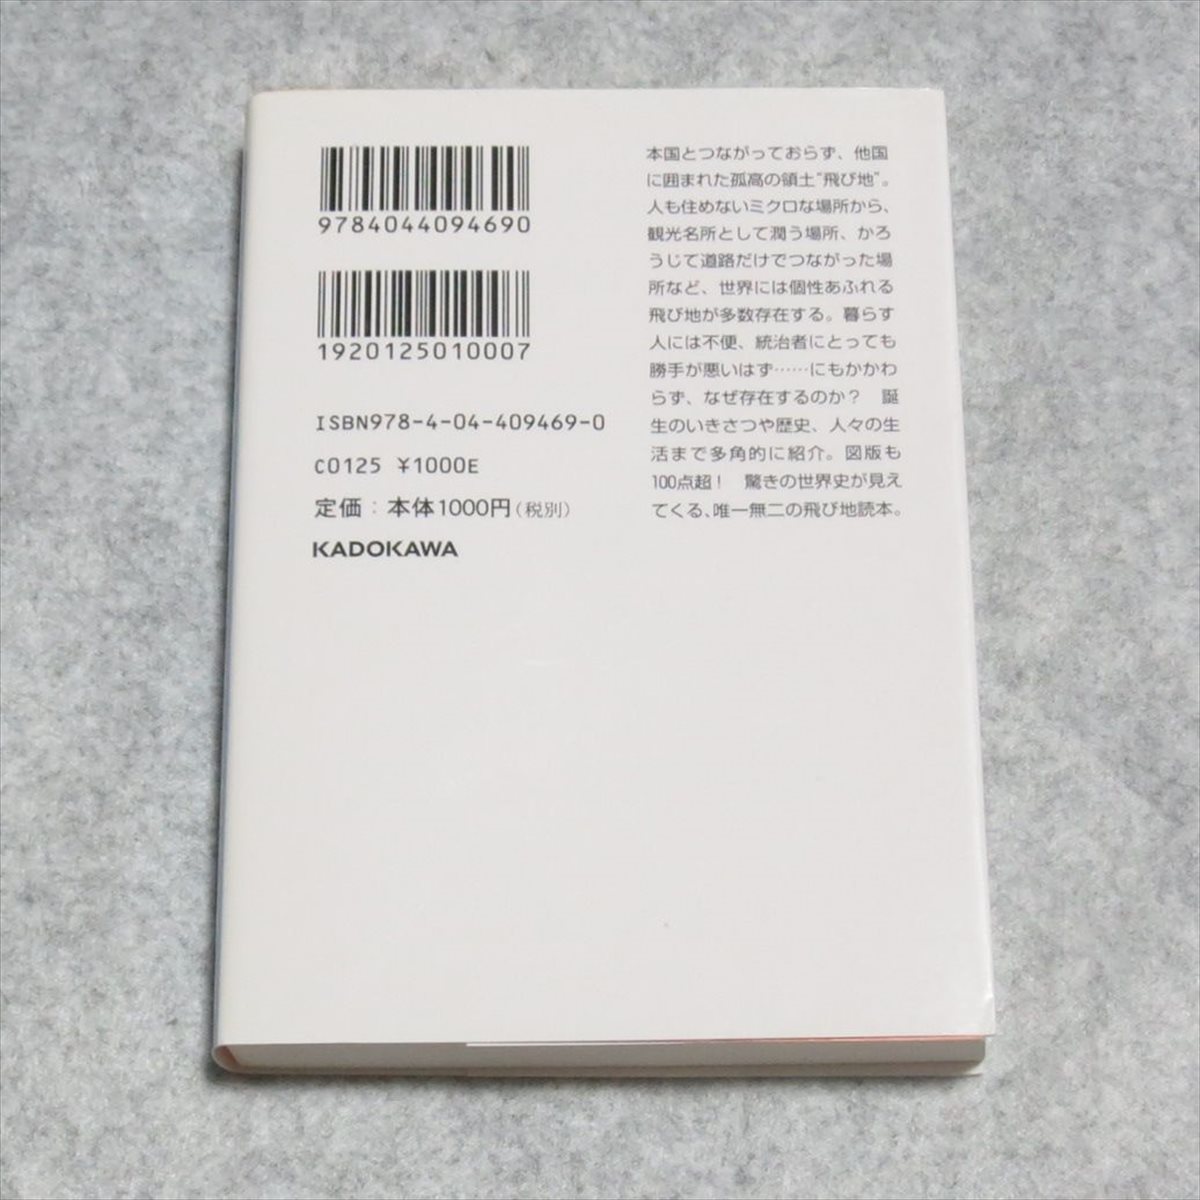 9784044094690
1920125010007
ISBN978-4-04-409469-0
C0125 ¥1000E
定価：本体1000円(税別)
KADOKAWA
本国とつながっておらず、他国
に囲まれた孤高の領土“飛び地”。
人も住めないミクロな場所から、
観光名所として潤う場所、かろ
うじて道路だけでつながった場
所など、世界には個性あふれる
飛び地が多数存在する。暮らす
人には不便、統治者にとっても
勝手が悪いはず……にもかかわ
らず、なぜ存在するのか？　誕
生のいきさつや歴史、人々の生
活まで多角的に紹介。図版も
100点超！　驚きの世界史が見え
てくる、唯一無二の飛び地読本。